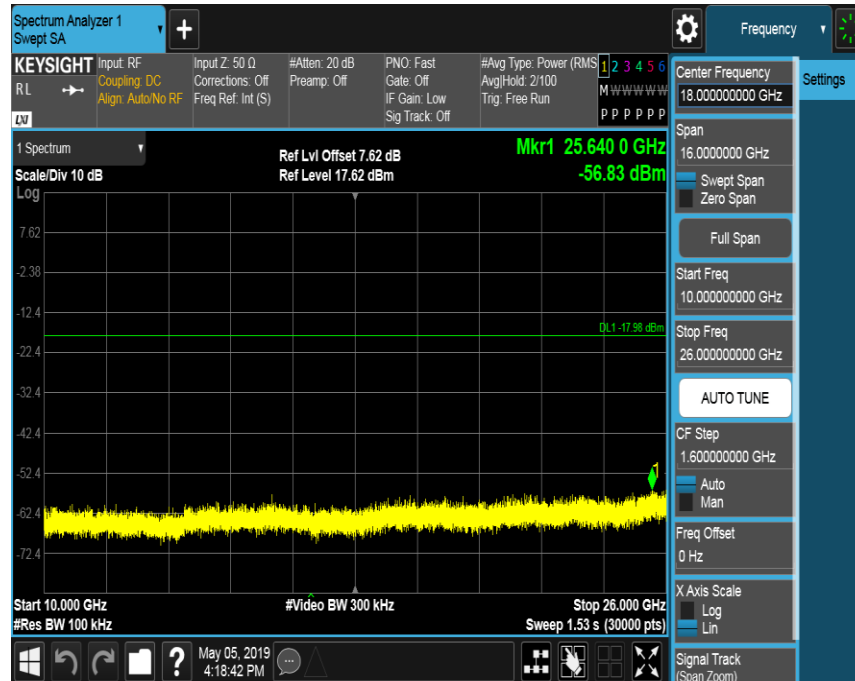 Spectrum Analyzer 1
Swept SA
Frequency
KEYSIGHT
RL
LXI
Input: RF
Coupling: DC
Align: Auto/No RF
Input Z: 50 Ω
Corrections: Off
Freq Ref: Int (S)
#Atten: 20 dB
Preamp: Off
PNO: Fast
Gate: Off
IF Gain: Low
Sig Track: Off
#Avg Type: Power (RMS
Avg|Hold: 2/100
Trig: Free Run
1 2 3 4 5 6
M W W W W W
P P P P P P
Settings
1 Spectrum
Scale/Div 10 dB
Ref Lvl Offset 7.62 dB
Ref Level 17.62 dBm
Mkr1 25.640 0 GHz
-56.83 dBm
Log
7.62
-2.38
-12.4
DL1 -17.98 dBm
-22.4
-32.4
-42.4
-52.4
1
-62.4
-72.4
Start 10.000 GHz
#Video BW 300 kHz
Stop 26.000 GHz
#Res BW 100 kHz
Sweep 1.53 s (30000 pts)
Center Frequency
18.000000000 GHz
Span
16.0000000 GHz
Swept Span
Zero Span
Full Span
Start Freq
10.000000000 GHz
Stop Freq
26.000000000 GHz
AUTO TUNE
CF Step
1.600000000 GHz
Auto
Man
Freq Offset
0 Hz
X Axis Scale
Log
Lin
Signal Track
(Span Zoom)
?
May 05, 2019
4:18:42 PM